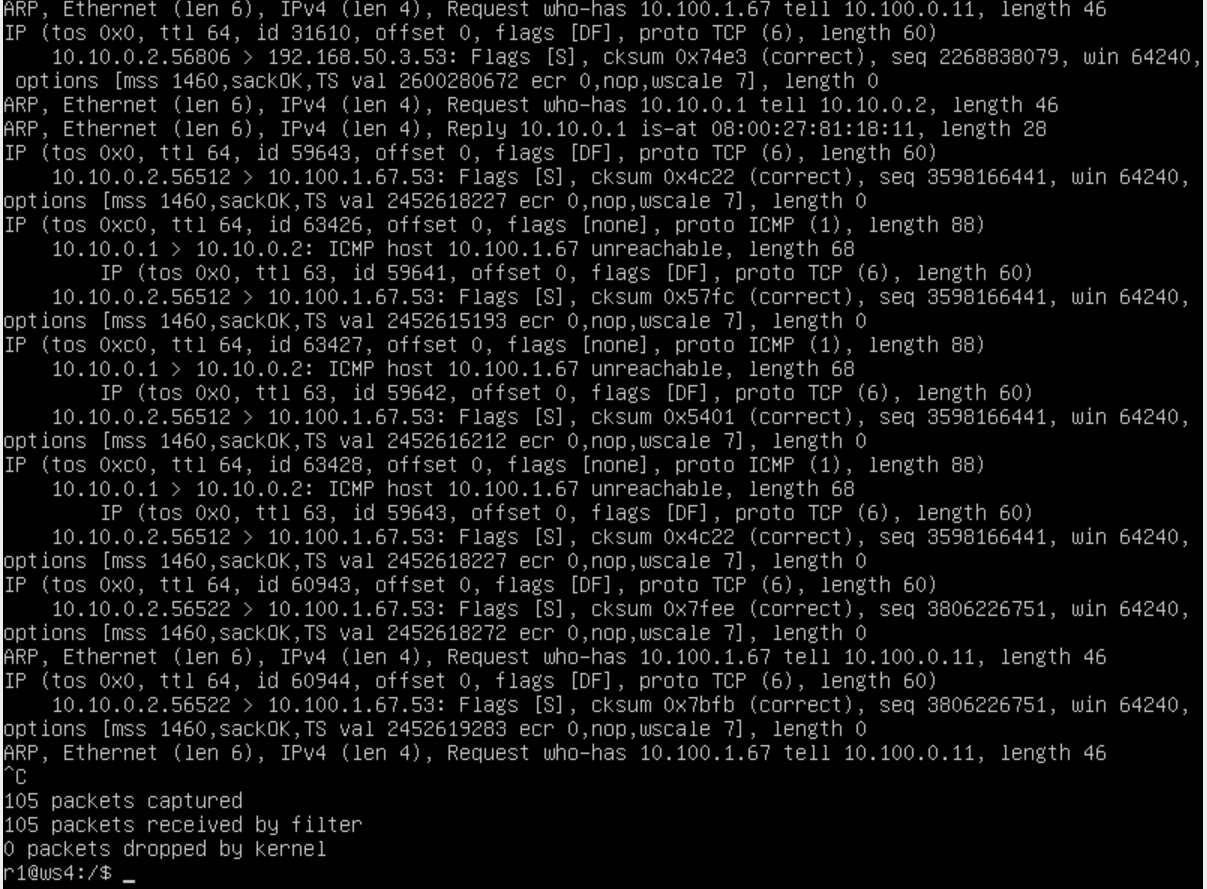 ARP, Ethernet (len 6), IPv4 (len 4), Request who-has 10.100.1.67 tell 10.100.0.11, length 46
IP (tos 0x0, ttl 64, id 31610, offset 0, flags [DF], proto TCP (6), length 60)
    10.10.0.2.56806 > 192.168.50.3.53: Flags [S], cksum 0x74e3 (correct), seq 2268838079, win 64240,
 options [mss 1460,sackOK,TS val 2600280672 ecr 0,nop,wscale 7], length 0
ARP, Ethernet (len 6), IPv4 (len 4), Request who-has 10.10.0.1 tell 10.10.0.2, length 46
ARP, Ethernet (len 6), IPv4 (len 4), Reply 10.10.0.1 is-at 08:00:27:81:18:11, length 28
IP (tos 0x0, ttl 64, id 59643, offset 0, flags [DF], proto TCP (6), length 60)
    10.10.0.2.56512 > 10.100.1.67.53: Flags [S], cksum 0x4c22 (correct), seq 3598166441, win 64240,
options [mss 1460,sackOK,TS val 2452618227 ecr 0,nop,wscale 7], length 0
IP (tos 0xc0, ttl 64, id 63426, offset 0, flags [none], proto ICMP (1), length 88)
    10.10.0.1 > 10.10.0.2: ICMP host 10.100.1.67 unreachable, length 68
        IP (tos 0x0, ttl 63, id 59641, offset 0, flags [DF], proto TCP (6), length 60)
    10.10.0.2.56512 > 10.100.1.67.53: Flags [S], cksum 0x57fc (correct), seq 3598166441, win 64240,
options [mss 1460,sackOK,TS val 2452615193 ecr 0,nop,wscale 7], length 0
IP (tos 0xc0, ttl 64, id 63427, offset 0, flags [none], proto ICMP (1), length 88)
    10.10.0.1 > 10.10.0.2: ICMP host 10.100.1.67 unreachable, length 68
        IP (tos 0x0, ttl 63, id 59642, offset 0, flags [DF], proto TCP (6), length 60)
    10.10.0.2.56512 > 10.100.1.67.53: Flags [S], cksum 0x5401 (correct), seq 3598166441, win 64240,
options [mss 1460,sackOK,TS val 2452616212 ecr 0,nop,wscale 7], length 0
IP (tos 0xc0, ttl 64, id 63428, offset 0, flags [none], proto ICMP (1), length 88)
    10.10.0.1 > 10.10.0.2: ICMP host 10.100.1.67 unreachable, length 68
        IP (tos 0x0, ttl 63, id 59643, offset 0, flags [DF], proto TCP (6), length 60)
    10.10.0.2.56512 > 10.100.1.67.53: Flags [S], cksum 0x4c22 (correct), seq 3598166441, win 64240,
options [mss 1460,sackOK,TS val 2452618227 ecr 0,nop,wscale 7], length 0
IP (tos 0x0, ttl 64, id 60943, offset 0, flags [DF], proto TCP (6), length 60)
    10.10.0.2.56522 > 10.100.1.67.53: Flags [S], cksum 0x7fee (correct), seq 3806226751, win 64240,
options [mss 1460,sackOK,TS val 2452618272 ecr 0,nop,wscale 7], length 0
ARP, Ethernet (len 6), IPv4 (len 4), Request who-has 10.100.1.67 tell 10.100.0.11, length 46
IP (tos 0x0, ttl 64, id 60944, offset 0, flags [DF], proto TCP (6), length 60)
    10.10.0.2.56522 > 10.100.1.67.53: Flags [S], cksum 0x7bfb (correct), seq 3806226751, win 64240,
options [mss 1460,sackOK,TS val 2452619283 ecr 0,nop,wscale 7], length 0
ARP, Ethernet (len 6), IPv4 (len 4), Request who-has 10.100.1.67 tell 10.100.0.11, length 46
^C
105 packets captured
105 packets received by filter
0 packets dropped by kernel
r1@ws4:/$ _